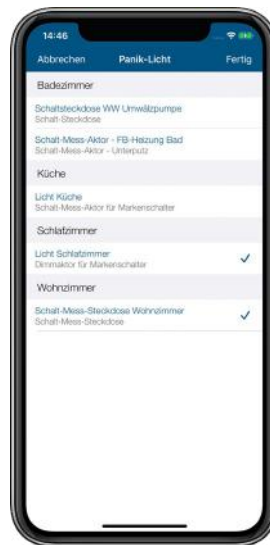 14:46
Abbrechen Panik-Licht Fertig
Badezimmer
Schaltsteckdose WW Umwälzpumpe
Schalt-Steckdose
Schalt-Mess-Aktor - FB-Heizung Bad
Schalt-Mess-Aktor - Unterputz
Küche
Licht Küche
Schalt-Mess-Aktor für Markenschalter
Schlafzimmer
Licht Schlafzimmer
Dimmaktor für Markenschalter
Wohnzimmer
Schalt-Mess-Steckdose Wohnzimmer
Schalt-Mess-Steckdose